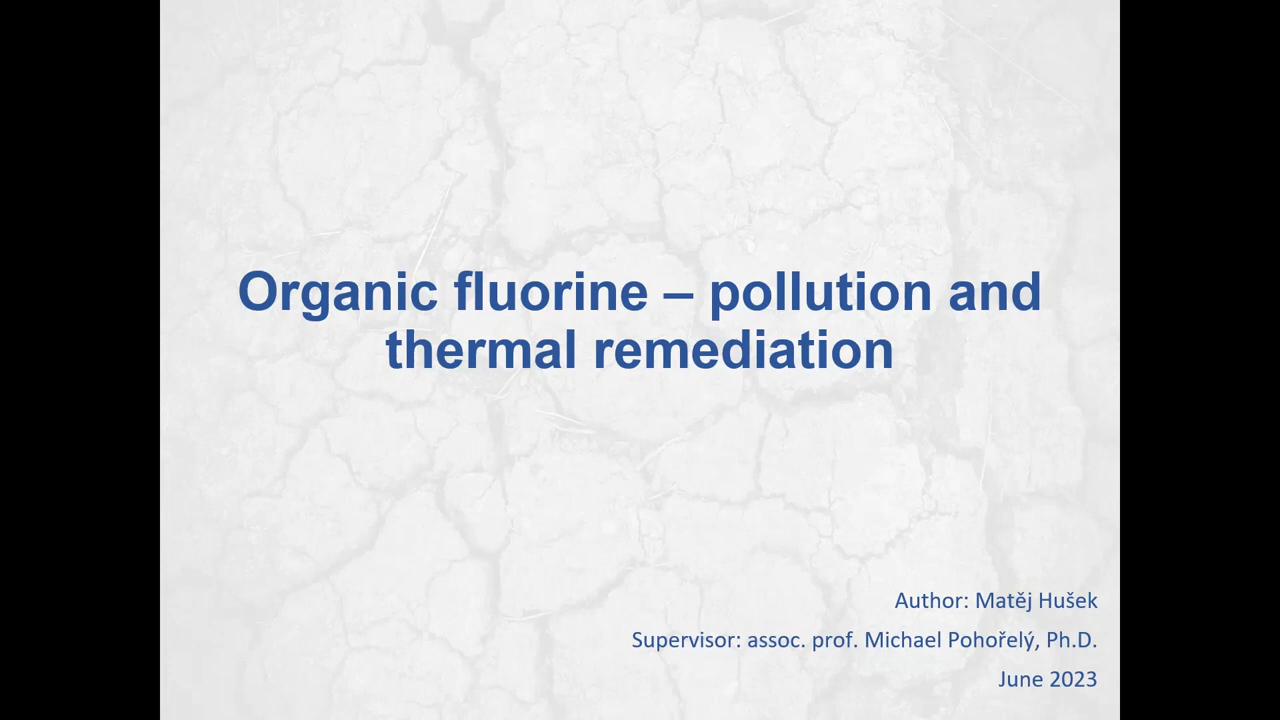 Organic fluorine – pollution and
thermal remediation
Author: Matěj Hušek
Supervisor: assoc. prof. Michael Pohořelý, Ph.D.
June 2023